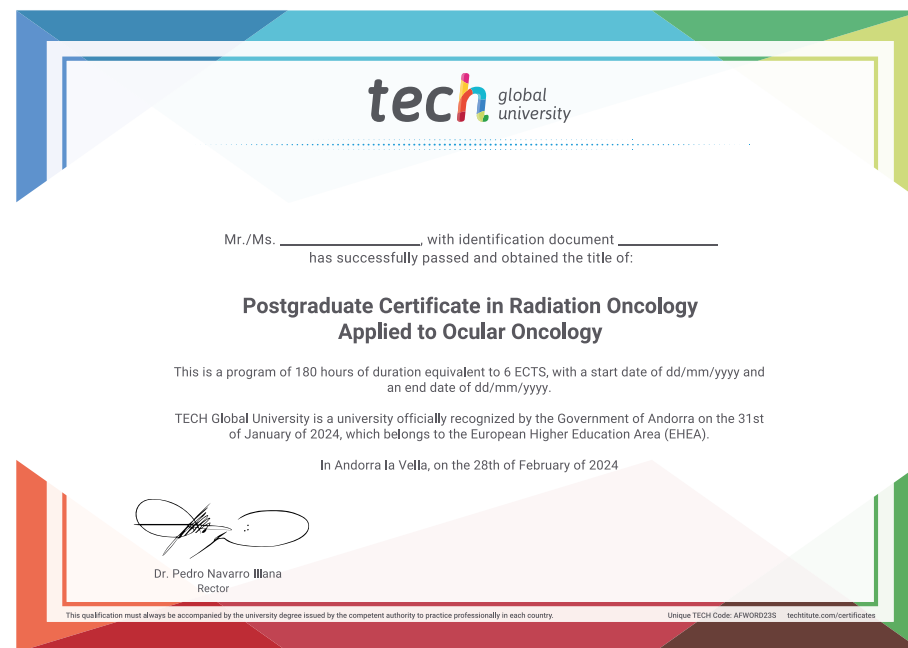 tech global university
Mr./Ms. ____________________, with identification document ______________
has successfully passed and obtained the title of:
Postgraduate Certificate in Radiation Oncology
Applied to Ocular Oncology
This is a program of 180 hours of duration equivalent to 6 ECTS, with a start date of dd/mm/yyyy and
an end date of dd/mm/yyyy.
TECH Global University is a university officially recognized by the Government of Andorra on the 31st
of January of 2024, which belongs to the European Higher Education Area (EHEA).
In Andorra la Vella, on the 28th of February of 2024
Dr. Pedro Navarro Illana
Rector
This qualification must always be accompanied by the university degree issued by the competent authority to practice professionally in each country. Unique TECH Code: AFWORD23S techtitute.com/certificates